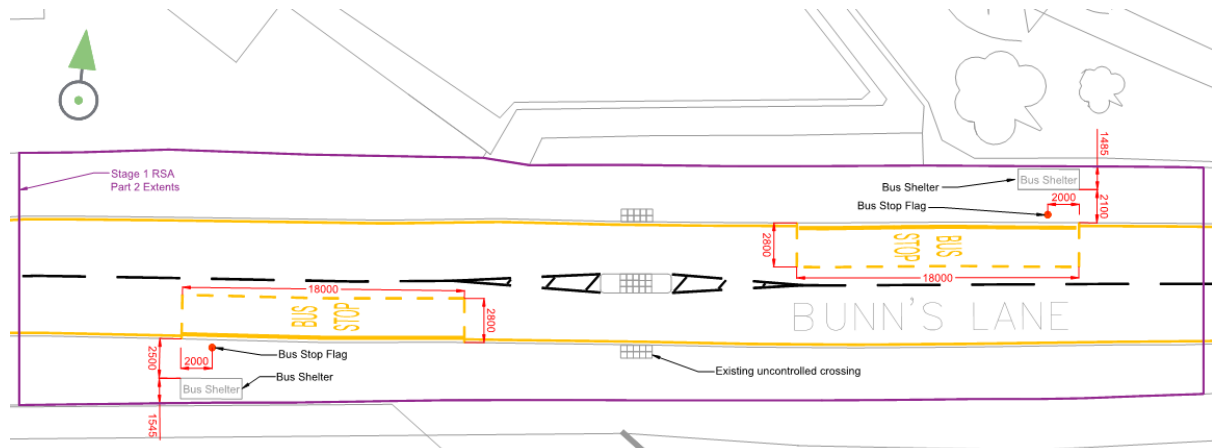 Stage 1 RSA
Part 2 Extents
Bus Shelter
Bus Shelter
1485
Bus Stop Flag
2000
2100
2800
BUS
STOP
18000
18000
BUNN'S LANE
BUS
STOP
2800
2500
2000
Bus Stop Flag
Existing uncontrolled crossing
Bus Shelter
Bus Shelter
1545